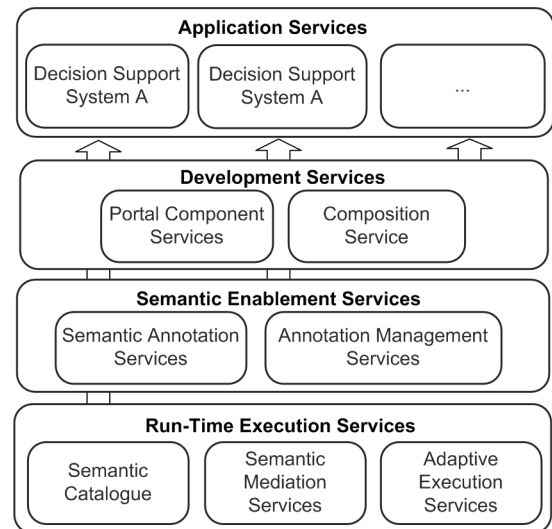 Application Services
Decision Support
System A
Decision Support
System A
...
Development Services
Portal Component
Services
Composition
Service
Semantic Enablement Services
Semantic Annotation
Services
Annotation Management
Services
Run-Time Execution Services
Semantic
Catalogue
Semantic
Mediation
Services
Adaptive
Execution
Services